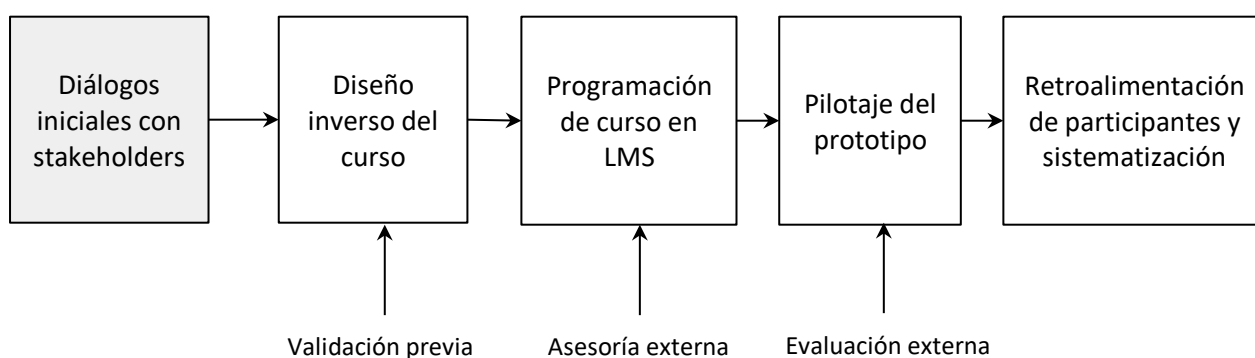 Diálogos
iniciales con
stakeholders
Diseño
inverso del
curso
Programación
de curso en
LMS
Pilotaje del
prototipo
Retroalimentación
de participantes y
sistematización
Validación previa
Asesoría externa
Evaluación externa